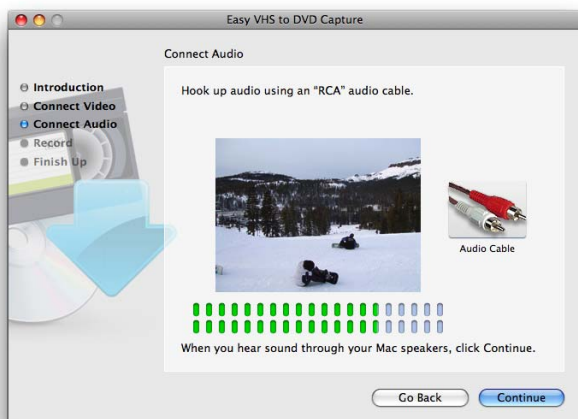 Easy VHS to DVD Capture
Connect Audio
Introduction
Connect Video
Connect Audio
Record
Finish Up
Hook up audio using an “RCA” audio cable.
Audio Cable
When you hear sound through your Mac speakers, click Continue.
Go Back
Continue